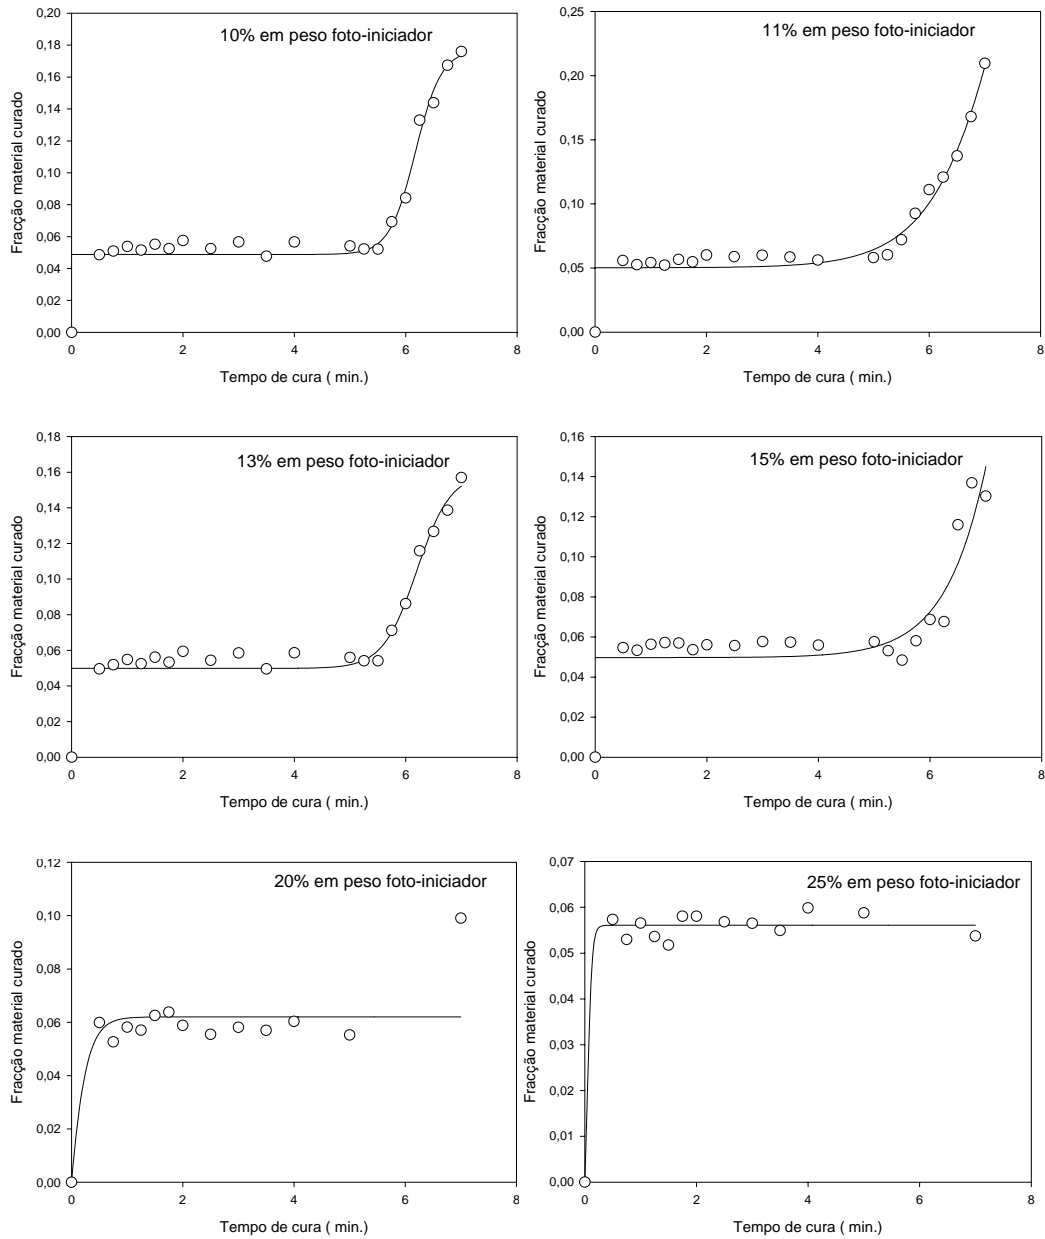 10% em peso foto-iniciador
Fracção material curado
0,20
0,18
0,16
0,14
0,12
0,10
0,08
0,06
0,04
0,02
0,00
0 2 4 6 8
Tempo de cura ( min.)
11% em peso foto-iniciador
Fracção material curado
0,25
0,20
0,15
0,10
0,05
0,00
0 2 4 6 8
Tempo de cura ( min.)
13% em peso foto-iniciador
Fracção material curado
0,18
0,16
0,14
0,12
0,10
0,08
0,06
0,04
0,02
0,00
0 2 4 6 8
Tempo de cura ( min.)
15% em peso foto-iniciador
Fracção material curado
0,16
0,14
0,12
0,10
0,08
0,06
0,04
0,02
0,00
0 2 4 6 8
Tempo de cura ( min.)
20% em peso foto-iniciador
Fracção material curado
0,12
0,10
0,08
0,06
0,04
0,02
0,00
0 2 4 6 8
Tempo de cura ( min.)
25% em peso foto-iniciador
Fracção material curado
0,07
0,06
0,05
0,04
0,03
0,02
0,01
0,00
0 2 4 6 8
Tempo de cura ( min.)